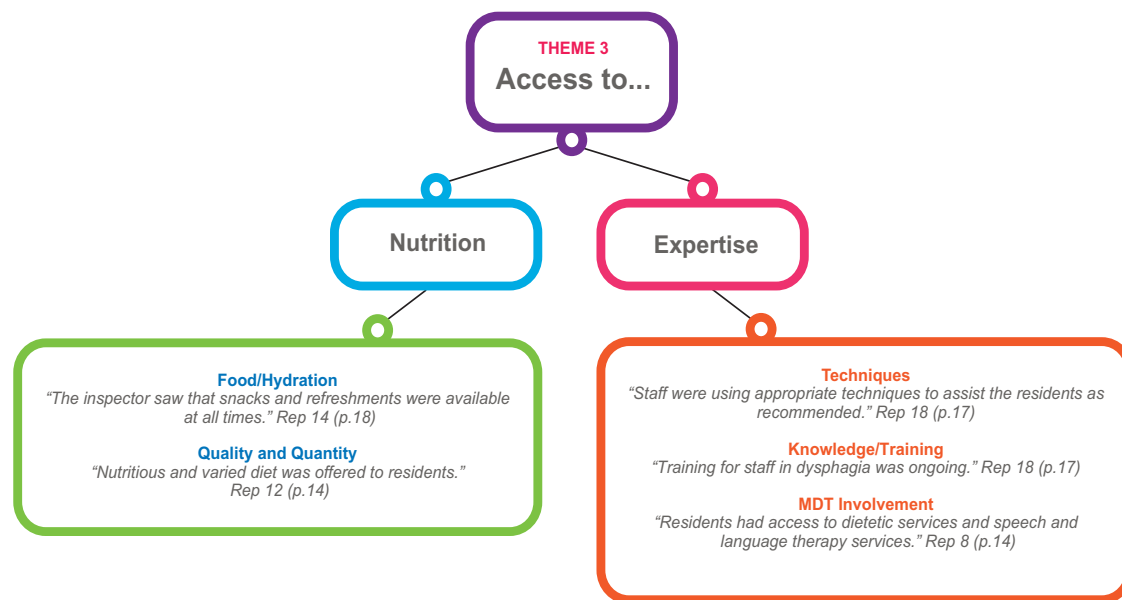 THEME 3
Access to...
Nutrition
Expertise
Food/Hydration
“The inspector saw that snacks and refreshments were available
at all times.” Rep 14 (p.18)
Quality and Quantity
“Nutritious and varied diet was offered to residents.”
Rep 12 (p.14)
Techniques
“Staff were using appropriate techniques to assist the residents as
recommended.” Rep 18 (p.17)
Knowledge/Training
“Training for staff in dysphagia was ongoing.” Rep 18 (p.17)
MDT Involvement
“Residents had access to dietetic services and speech and
language therapy services.” Rep 8 (p.14)